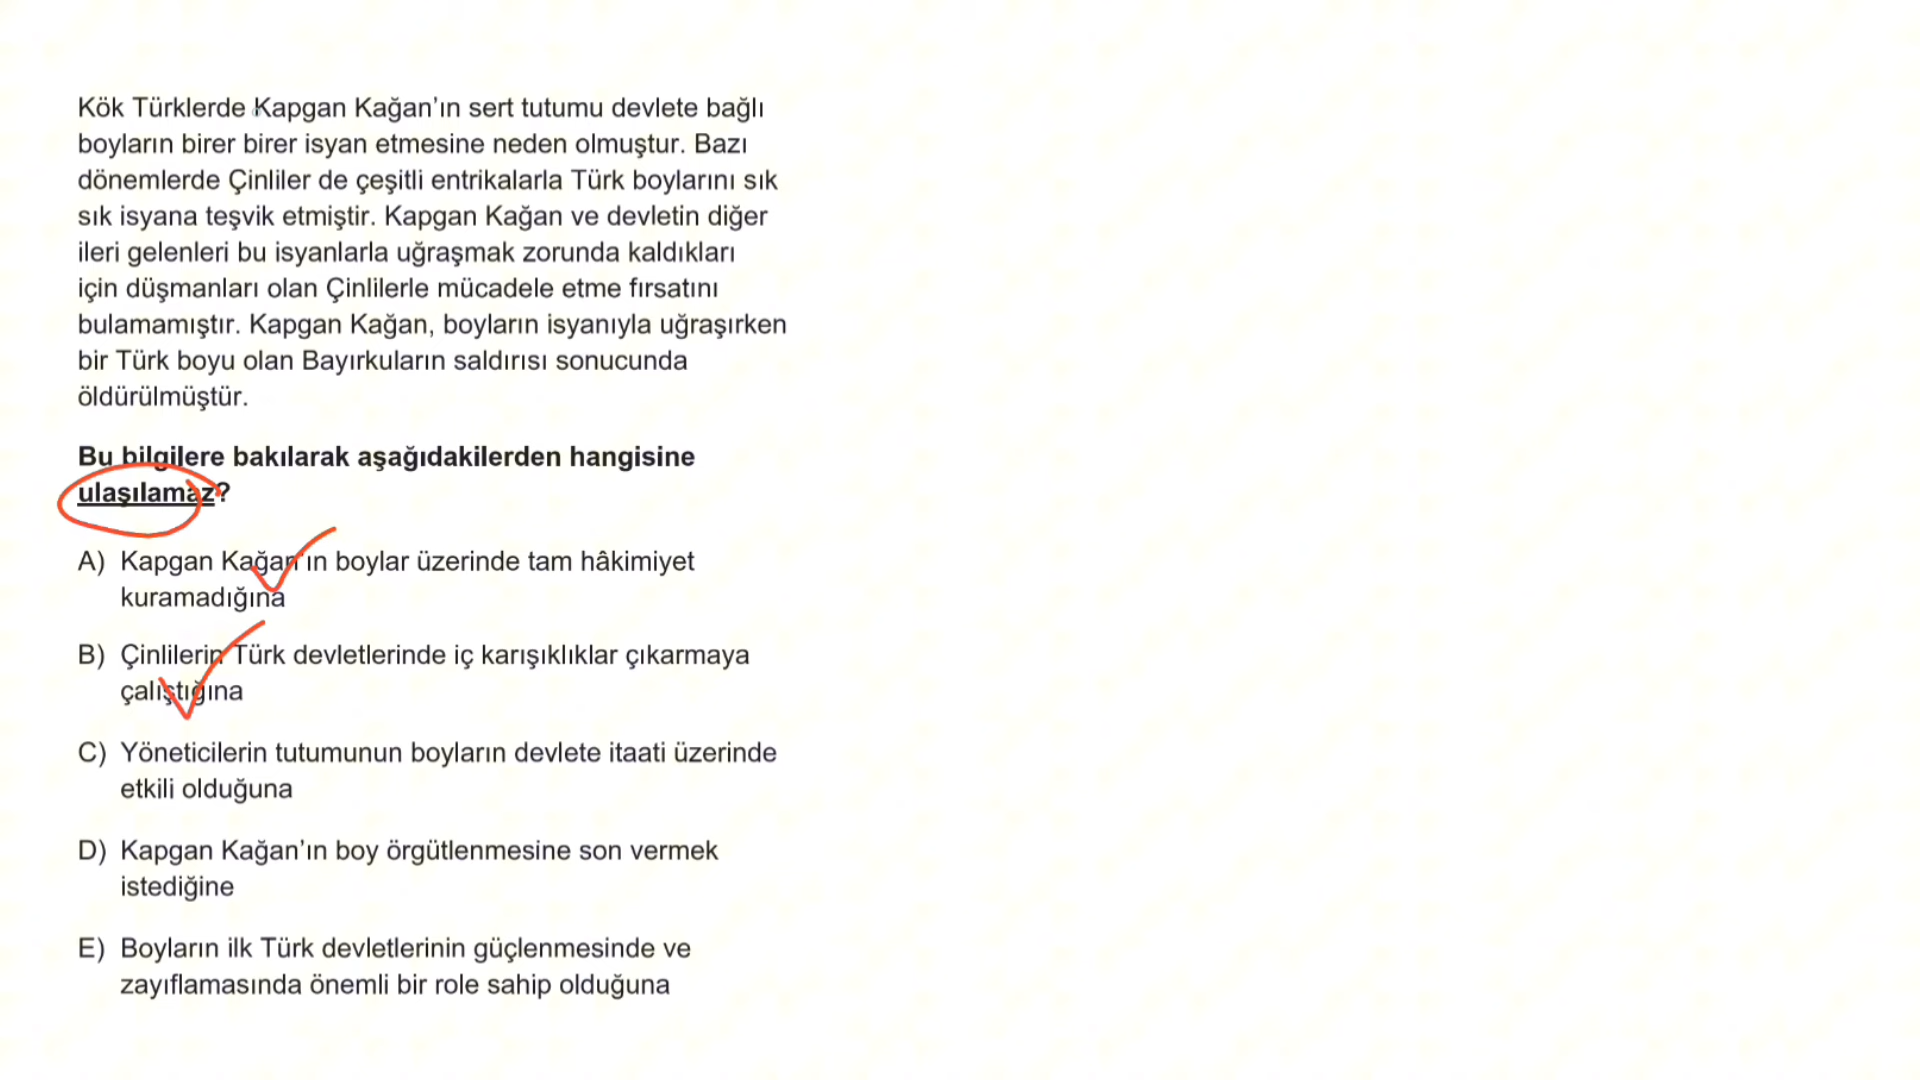 Kök Türklerde Kapgan Kağan’ın sert tutumu devlete bağlı
boyların birer birer isyan etmesine neden olmuştur. Bazı
dönemlerde Çinliler de çeşitli entrikalarla Türk boylarını sık
sık isyana teşvik etmiştir. Kapgan Kağan ve devletin diğer
ileri gelenleri bu isyanlarla uğraşmak zorunda kaldıkları
için düşmanları olan Çinlilerle mücadele etme fırsatını
bulamamıştır. Kapgan Kağan, boyların isyanıyla uğraşırken
bir Türk boyu olan Bayırkuların saldırısı sonucunda
öldürülmüştür.
Bu bilgilere bakılarak aşağıdakilerden hangisine
ulaşılamaz?
A) Kapgan Kağan’ın boylar üzerinde tam hâkimiyet
kuramadığına
B) Çinlilerin Türk devletlerinde iç karışıklıklar çıkarmaya
çalıştığına
C) Yöneticilerin tutumunun boyların devlete itaati üzerinde
etkili olduğuna
D) Kapgan Kağan’ın boy örgütlenmesine son vermek
istediğine
E) Boyların ilk Türk devletlerinin güçlenmesinde ve
zayıflamasında önemli bir role sahip olduğuna